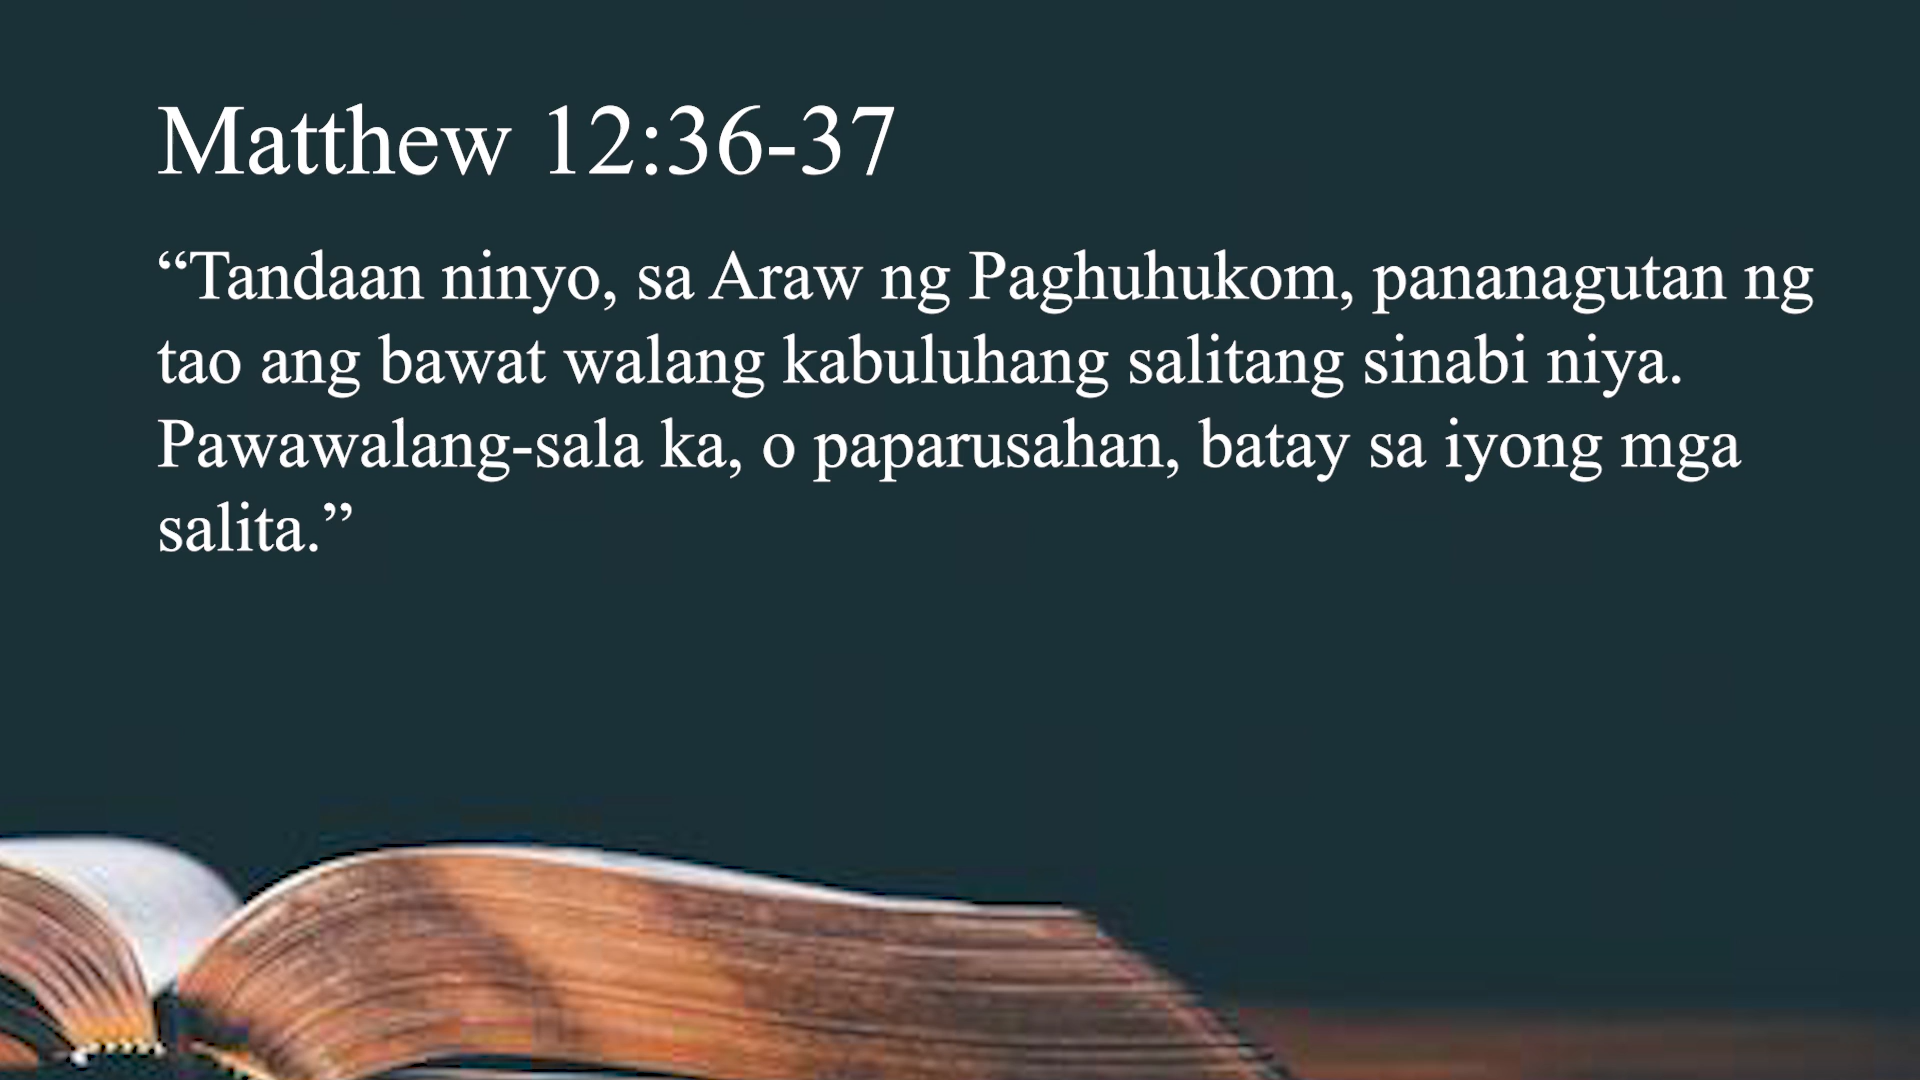 Matthew 12:36-37
“Tandaan ninyo, sa Araw ng Paghuhukom, pananagutan ng
tao ang bawat walang kabuluhang salitang sinabi niya.
Pawawalang-sala ka, o paparusahan, batay sa iyong mga
salita.”